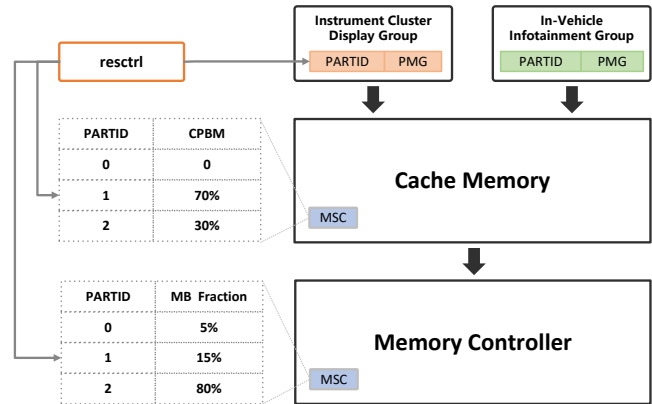 Instrument Cluster
Display Group
PARTID PMG
In-Vehicle
Infotainment Group
PARTID PMG
resctrl
PARTID CPBM
0 0
1 70%
2 30%
Cache Memory
MSC
PARTID MB Fraction
0 5%
1 15%
2 80%
Memory Controller
MSC